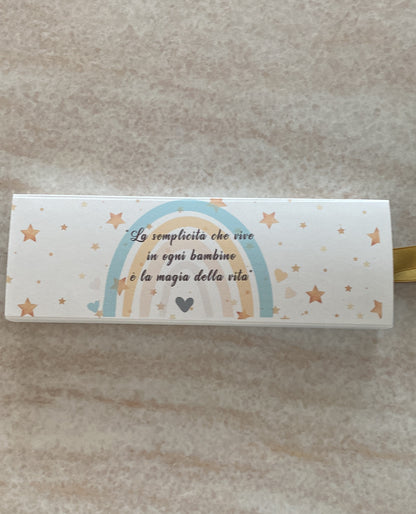 "La semplicità che vive
in ogni bambino
è la magia della vita"